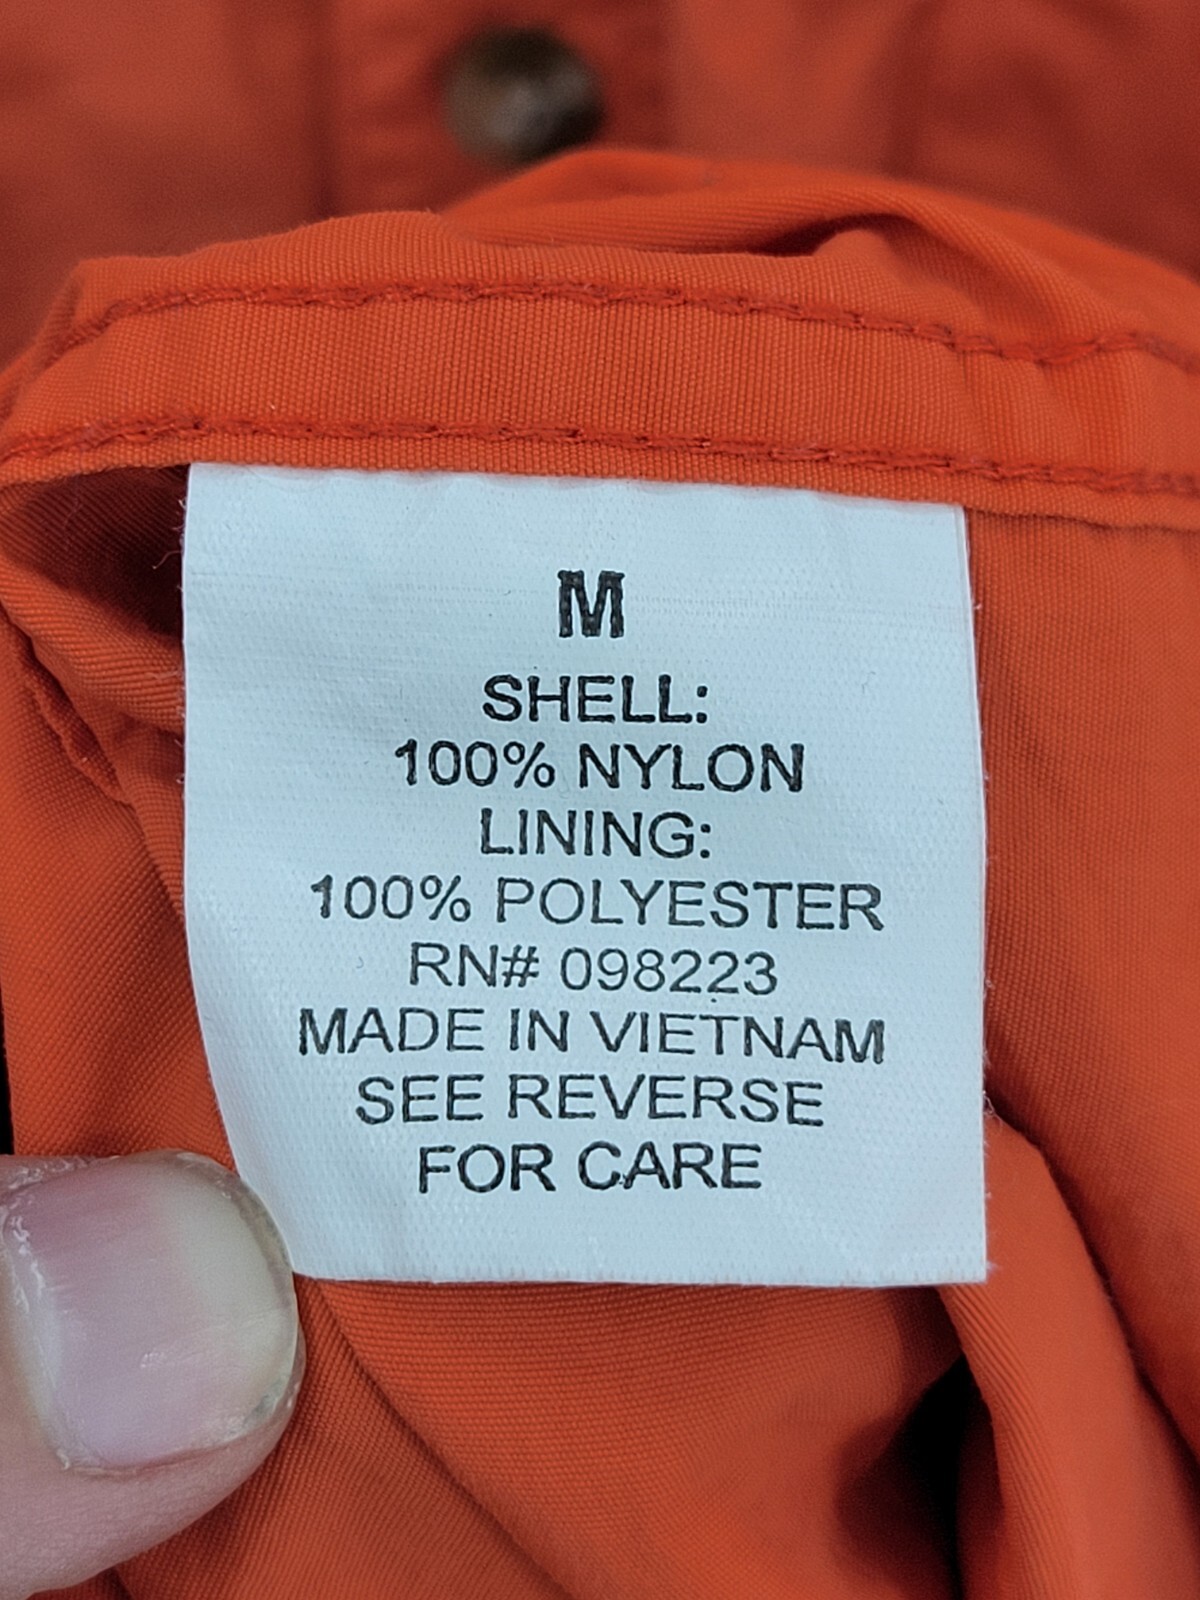 M
SHELL:
100% NYLON
LINING:
100% POLYESTER
RN# 098223
MADE IN VIETNAM
SEE REVERSE
FOR CARE